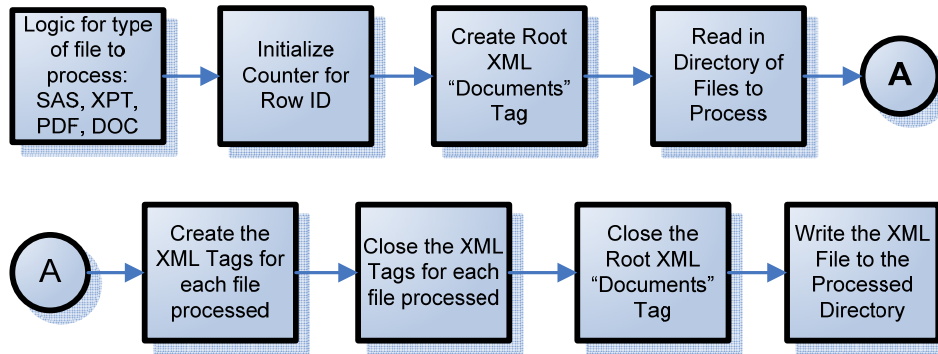 Logic for type
of file to
process:
SAS, XPT,
PDF, DOC
Initialize
Counter for
Row ID
Create Root
XML
“Documents”
Tag
Read in
Directory of
Files to
Process
A
A
Create the
XML Tags for
each file
processed
Close the XML
Tags for each
file processed
Close the
Root XML
“Documents”
Tag
Write the XML
File to the
Processed
Directory